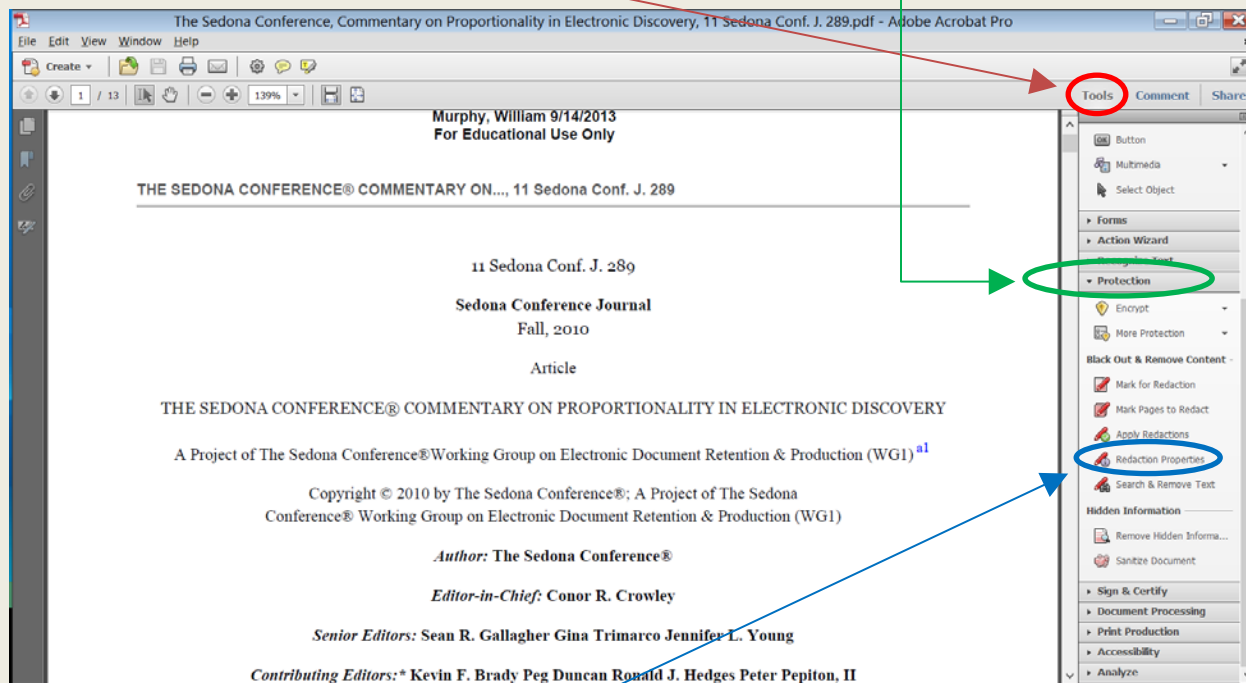 The Sedona Conference, Commentary on Proportionality in Electronic Discovery, 11 Sedona Conf. J. 289.pdf - Adobe Acrobat Pro
File Edit View Window Help
Create
1 / 13 139% Tools Comment Share
Murphy, William 9/14/2013
For Educational Use Only
THE SEDONA CONFERENCE® COMMENTARY ON..., 11 Sedona Conf. J. 289
11 Sedona Conf. J. 289
Sedona Conference Journal
Fall, 2010
Article
THE SEDONA CONFERENCE® COMMENTARY ON PROPORTIONALITY IN ELECTRONIC DISCOVERY
A Project of The Sedona Conference®Working Group on Electronic Document Retention & Production (WG1) a1
Copyright © 2010 by The Sedona Conference®; A Project of The Sedona
Conference® Working Group on Electronic Document Retention & Production (WG1)
Author: The Sedona Conference®
Editor-in-Chief: Conor R. Crowley
Senior Editors: Sean R. Gallagher Gina Trimarco Jennifer L. Young
Contributing Editors:* Kevin F. Brady Peg Duncan Ronald J. Hedges Peter Pepiton, II
OK Button
Multimedia
Select Object
Forms
Action Wizard
Recognize Text
Protection
Encrypt
More Protection
Black Out & Remove Content
Mark for Redaction
Mark Pages to Redact
Apply Redactions
Redaction Properties
Search & Remove Text
Hidden Information
Remove Hidden Informa...
Sanitize Document
Sign & Certify
Document Processing
Print Production
Accessibility
Analyze